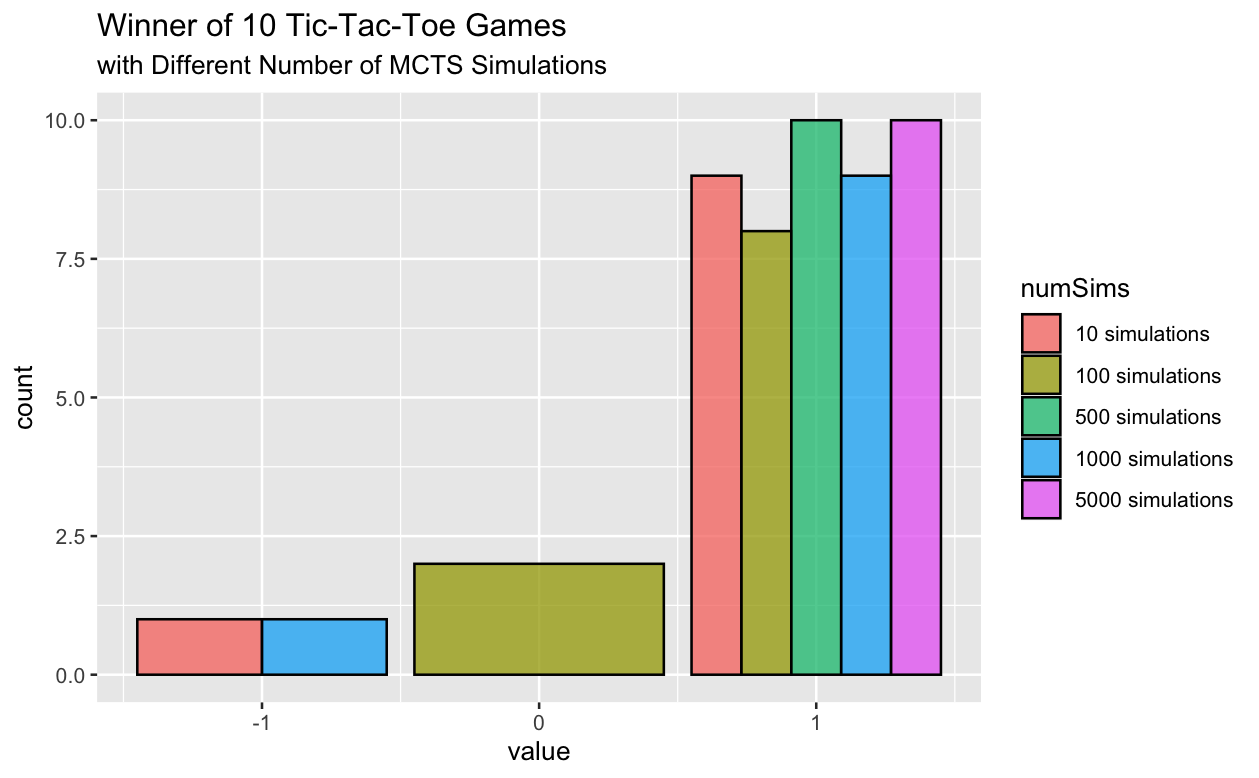 Winner of 10 Tic-Tac-Toe Games
with Different Number of MCTS Simulations
10.0
7.5
5.0
2.5
0.0
count
-1
0
1
value
numSims
10 simulations
100 simulations
500 simulations
1000 simulations
5000 simulations